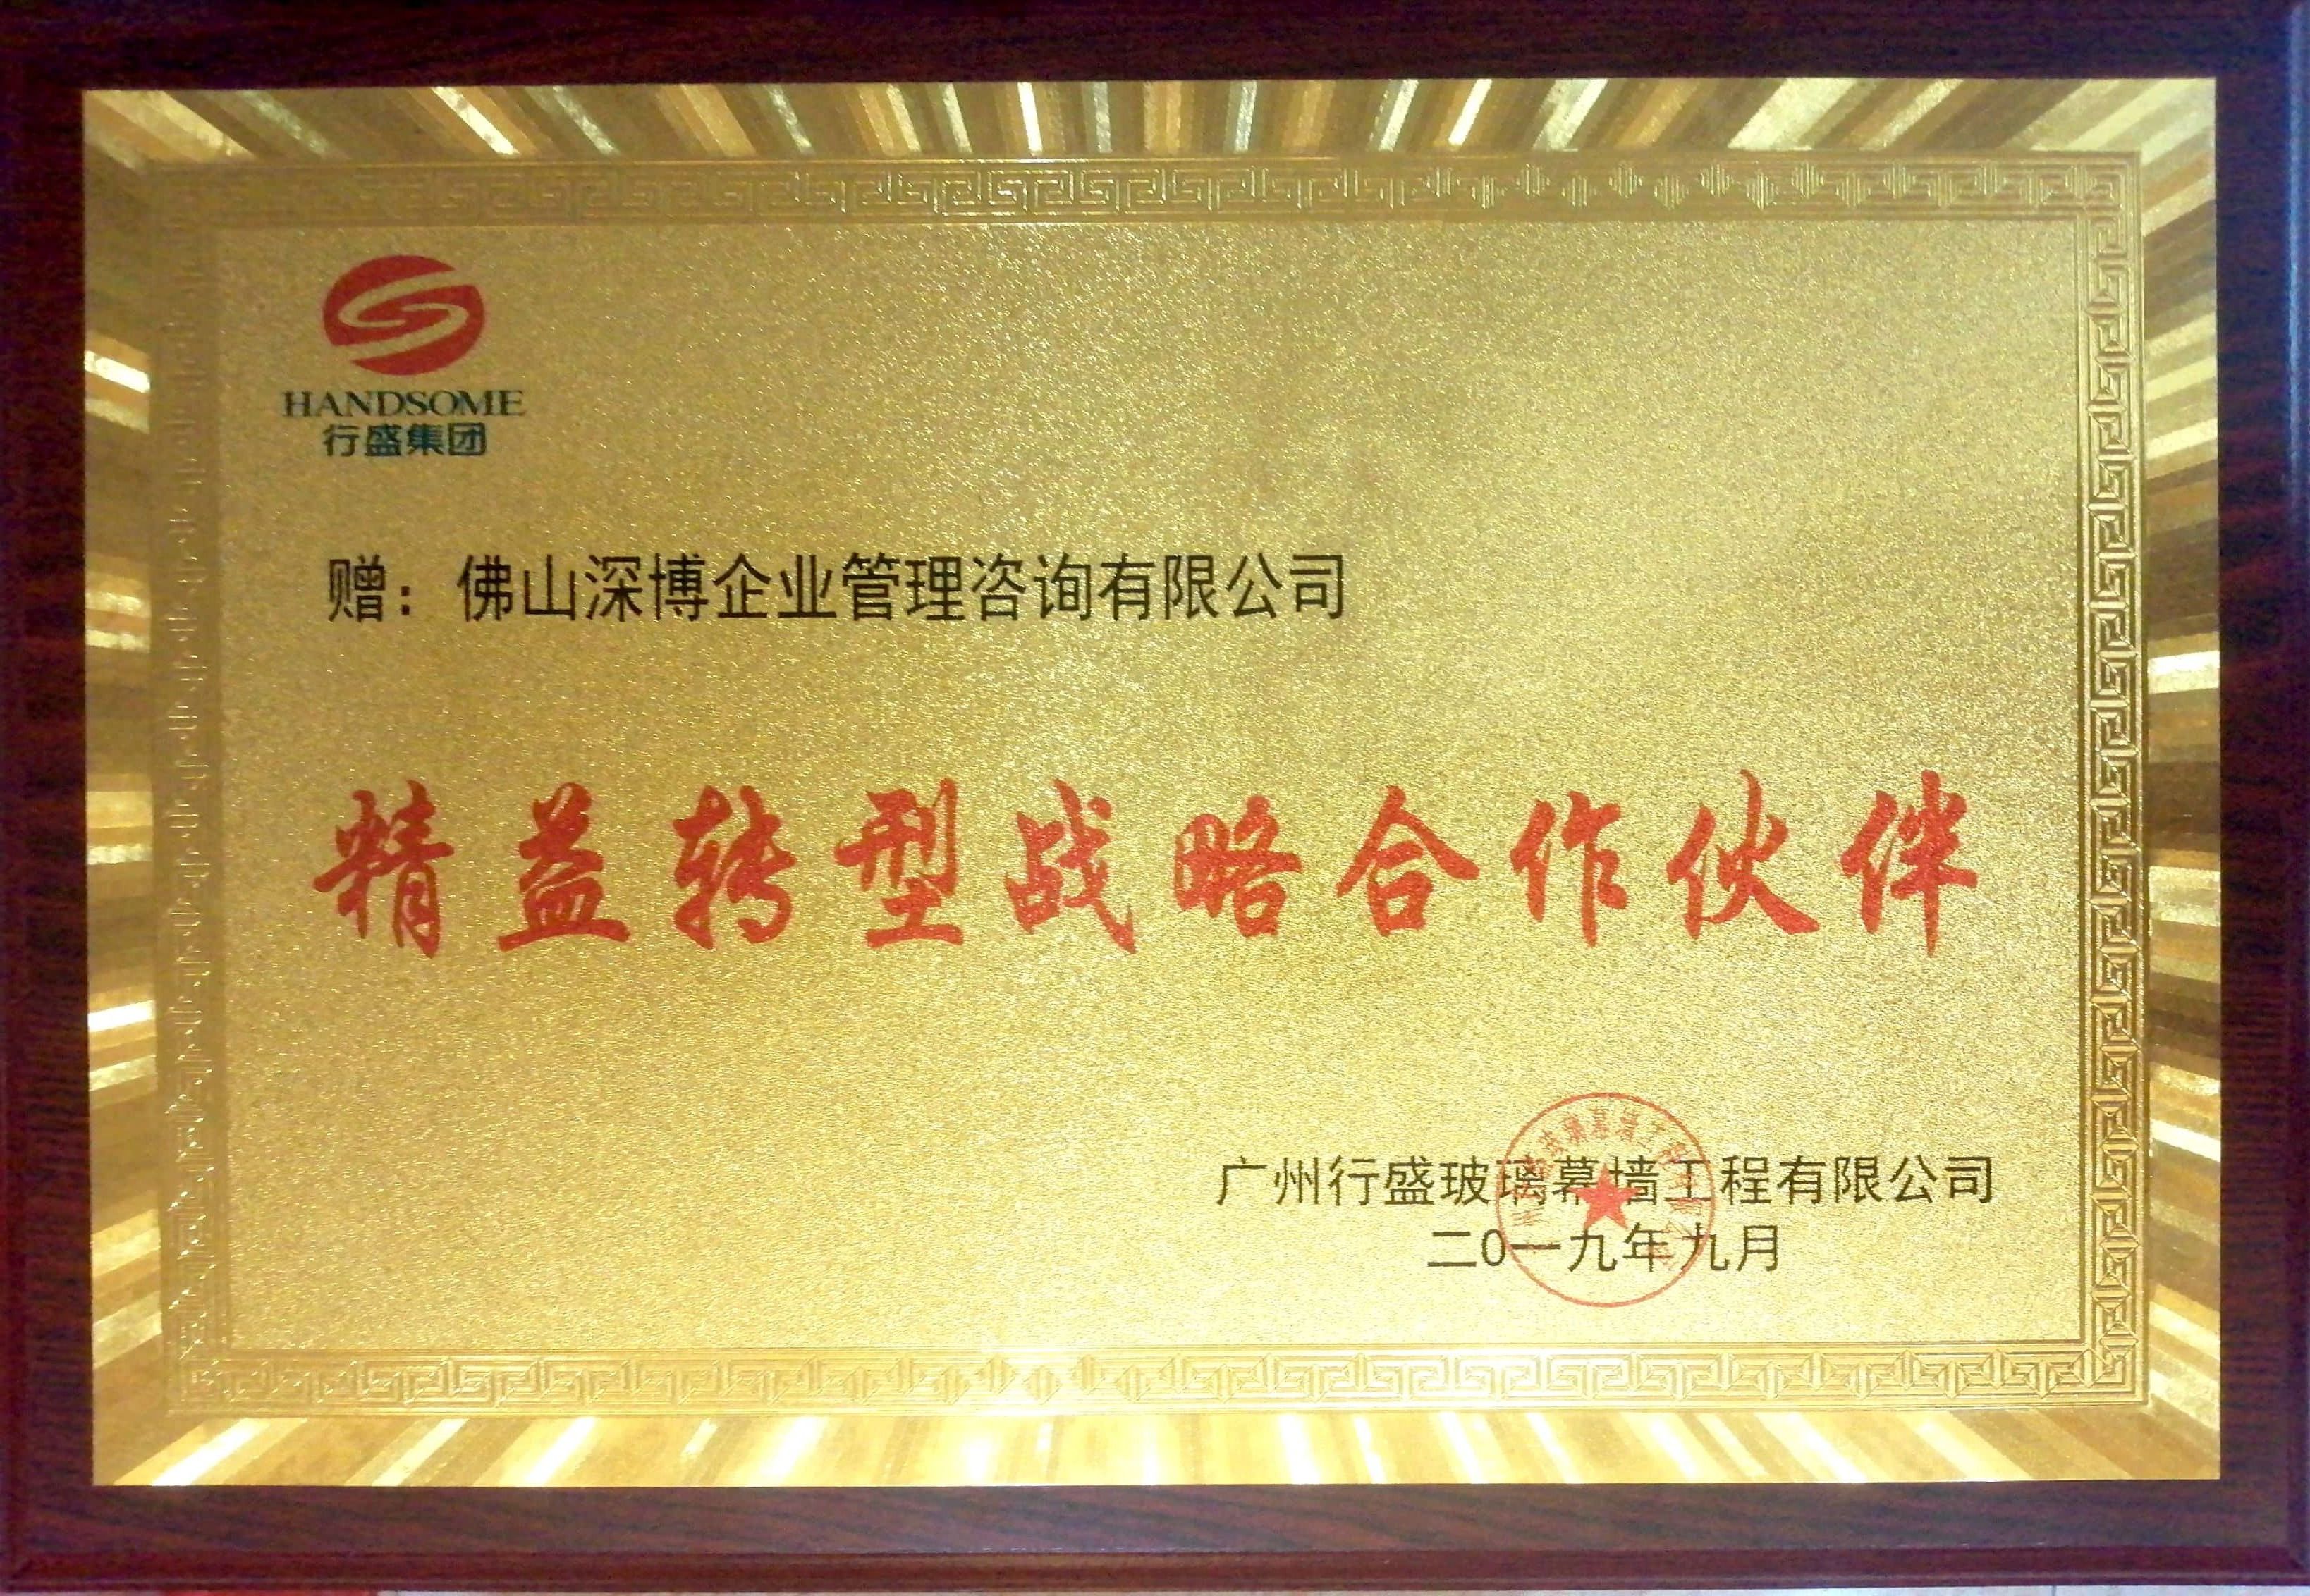 HANDSOME
行盛集团
赠：佛山深博企业管理咨询有限公司
精益转型战略合作伙伴
广州行盛玻璃幕墙工程有限公司
二0一九年九月